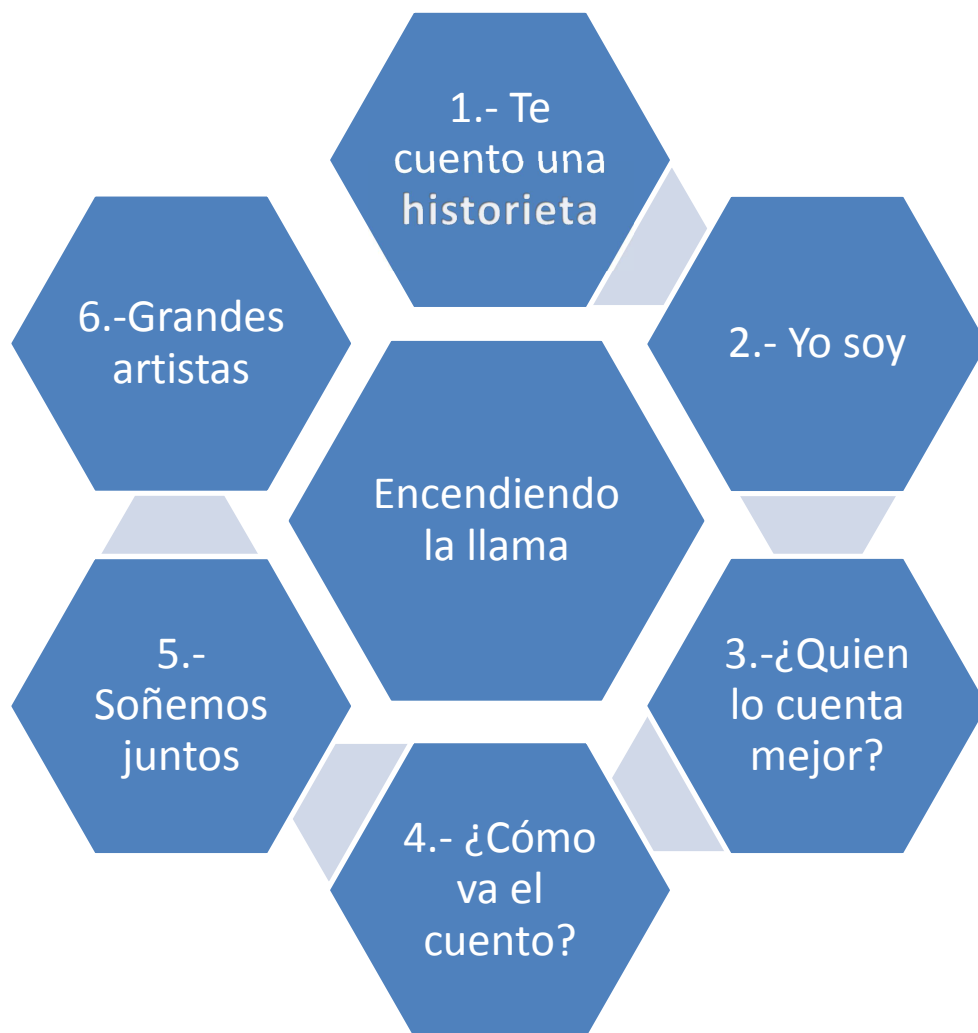 1.- Te
cuento una
historieta
2.- Yo soy
3.-¿Quien
lo cuenta
mejor?
4.- ¿Cómo
va el
cuento?
5.-
Soñemos
juntos
6.-Grandes
artistas
Encendiendo
la llama